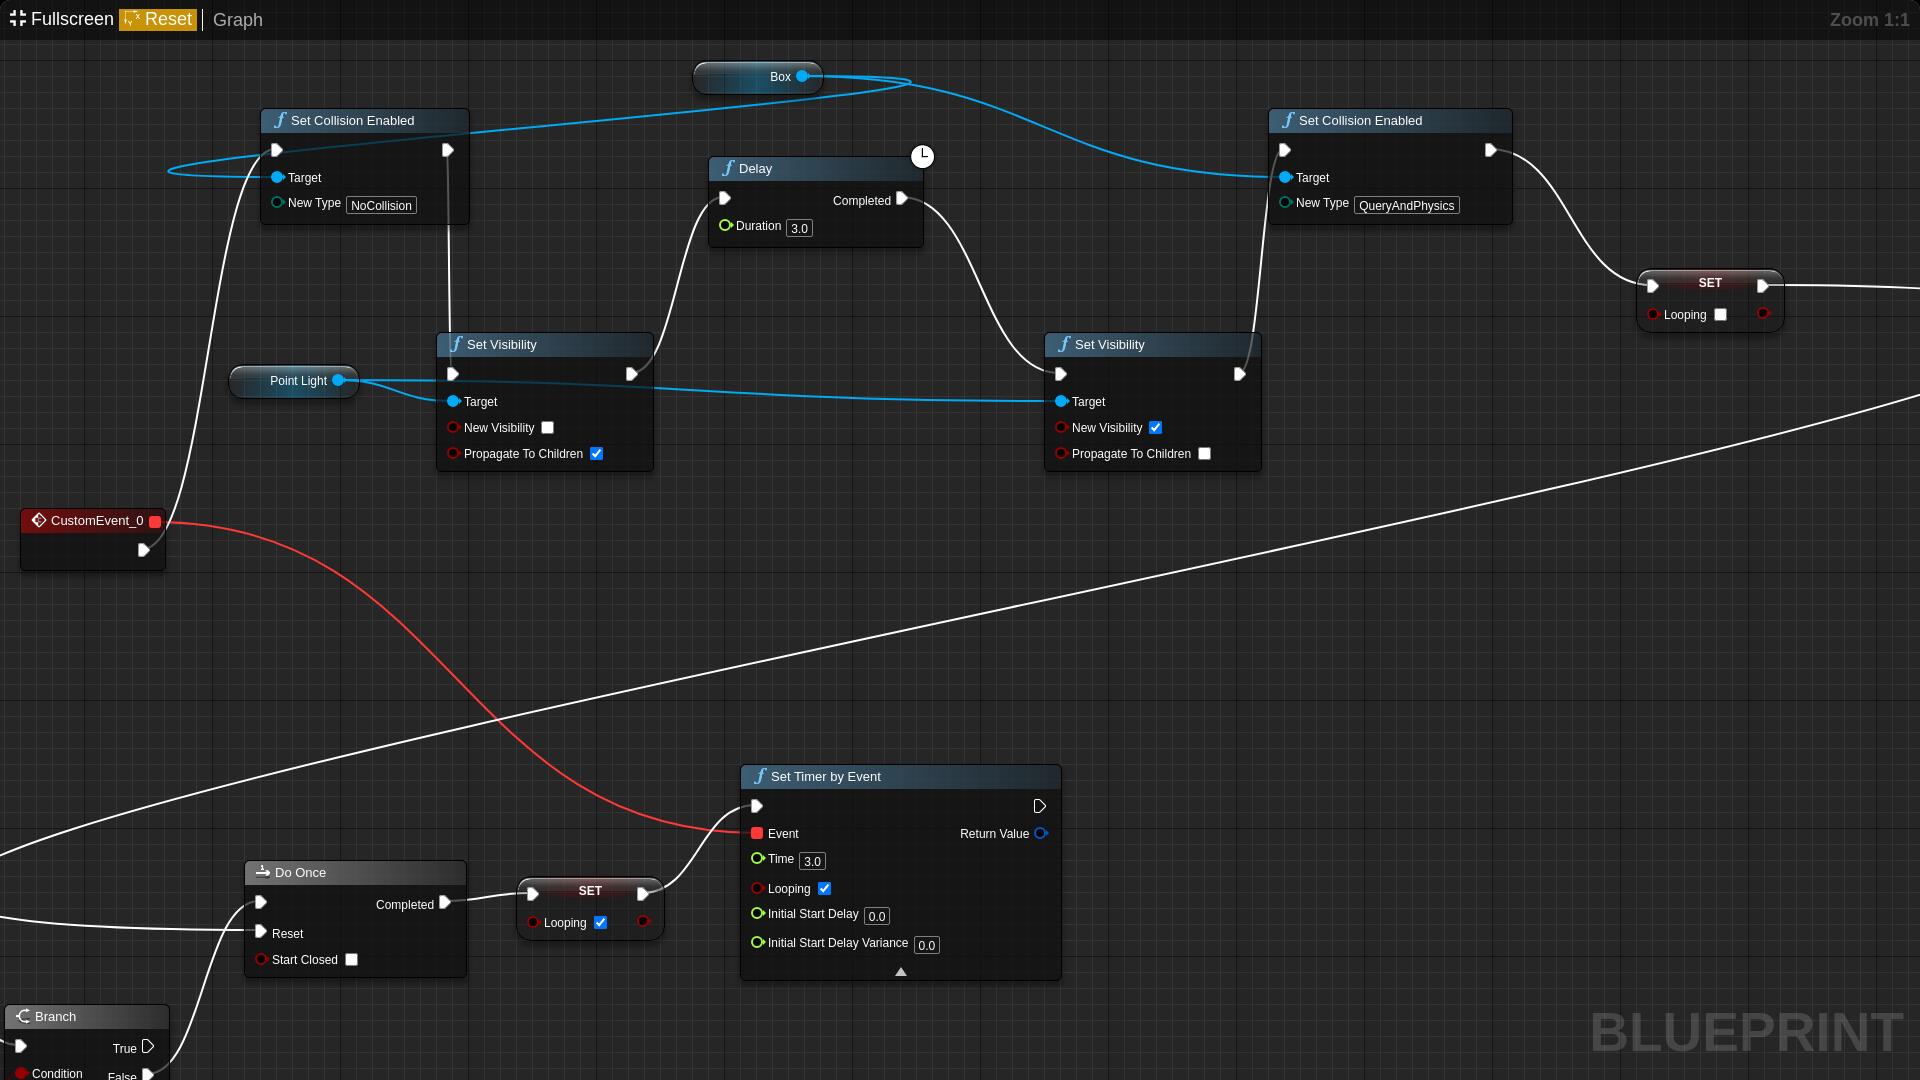 Fullscreen Reset Graph
Zoom 1:1
Box
Set Collision Enabled
Target
New Type NoCollision
Delay
Completed
Duration 3.0
Set Collision Enabled
Target
New Type QueryAndPhysics
SET
Looping
Point Light
Set Visibility
Target
New Visibility
Propagate To Children
Set Visibility
Target
New Visibility
Propagate To Children
CustomEvent_0
Set Timer by Event
Event
Return Value
Time 3.0
Looping
Initial Start Delay 0.0
Initial Start Delay Variance 0.0
Do Once
Completed
Reset
Start Closed
SET
Looping
Branch
True
Condition
False
BLUEPRINT